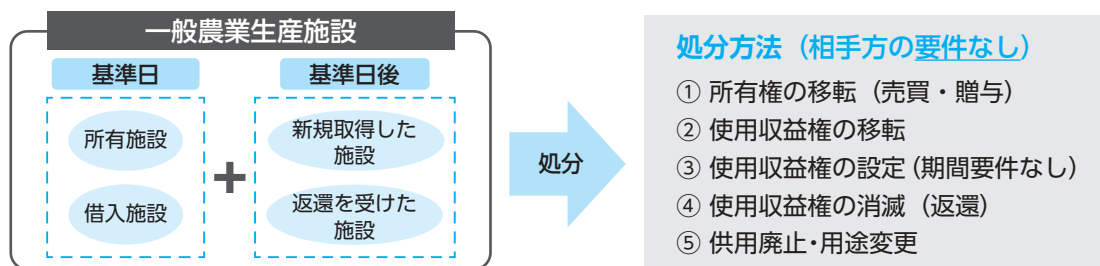 一般農業生産施設
基準日
基準日後
所有施設
借入施設
+
新規取得した
施設
返還を受けた
施設
処分
処分方法（相手方の要件なし）
① 所有権の移転（売買・贈与）
② 使用収益権の移転
③ 使用収益権の設定（期間要件なし）
④ 使用収益権の消滅（返還）
⑤ 供用廃止・用途変更